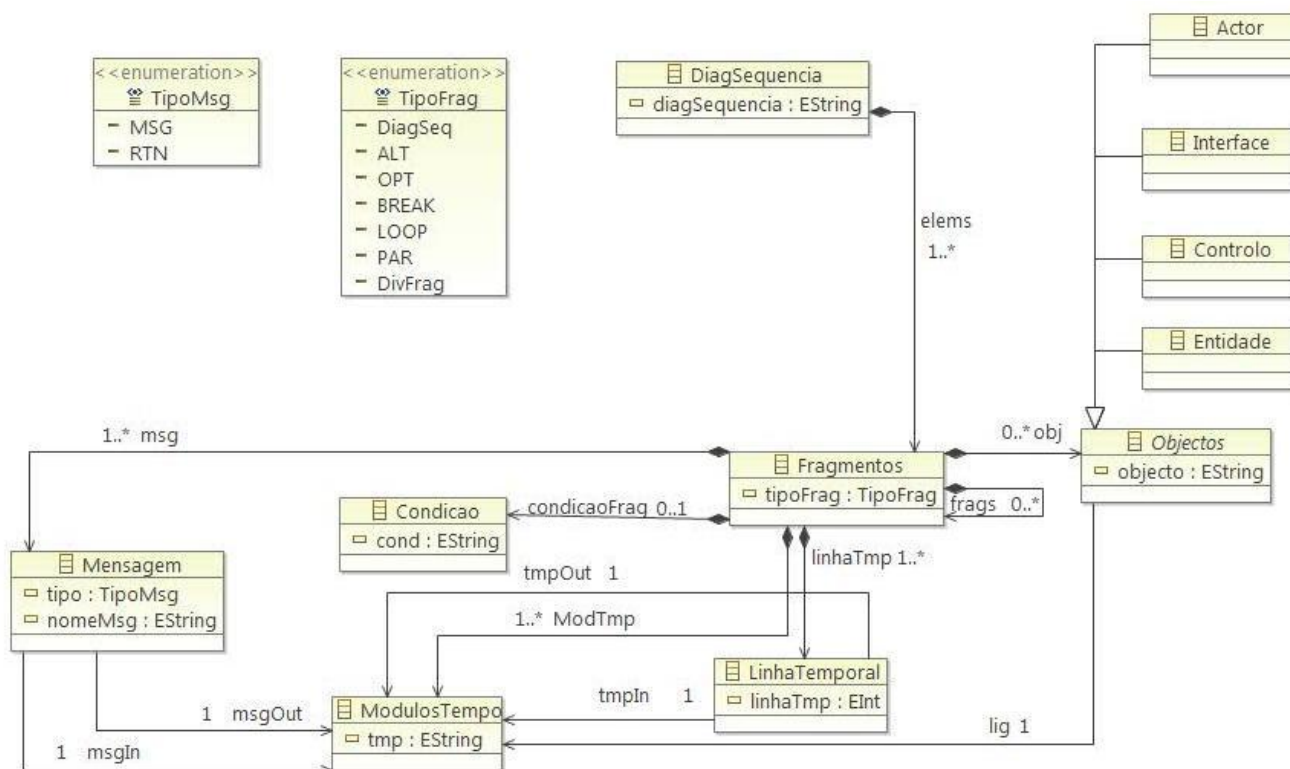 <<enumeration>>
TipoMsg
MSG
RTN
<<enumeration>>
TipoFrag
DiagSeq
ALT
OPT
BREAK
LOOP
PAR
DivFrag
DiagSequencia
diagSequencia : EString
Actor
Interface
Controlo
Entidade
elems
1..*
1..* msg
0..* obj
Objectos
objecto : EString
Fragmentos
tipoFrag : TipoFrag
frags 0..*
Condicao
cond : EString
condicaoFrag 0..1
linhaTmp 1..*
Mensagem
tipo : TipoMsg
nomeMsg : EString
tmpOut 1
1..* ModTmp
LinhaTemporal
linhaTmp : EInt
tmpIn 1
1 msgOut
ModulosTempo
tmp : EString
lig 1
1 msgIn